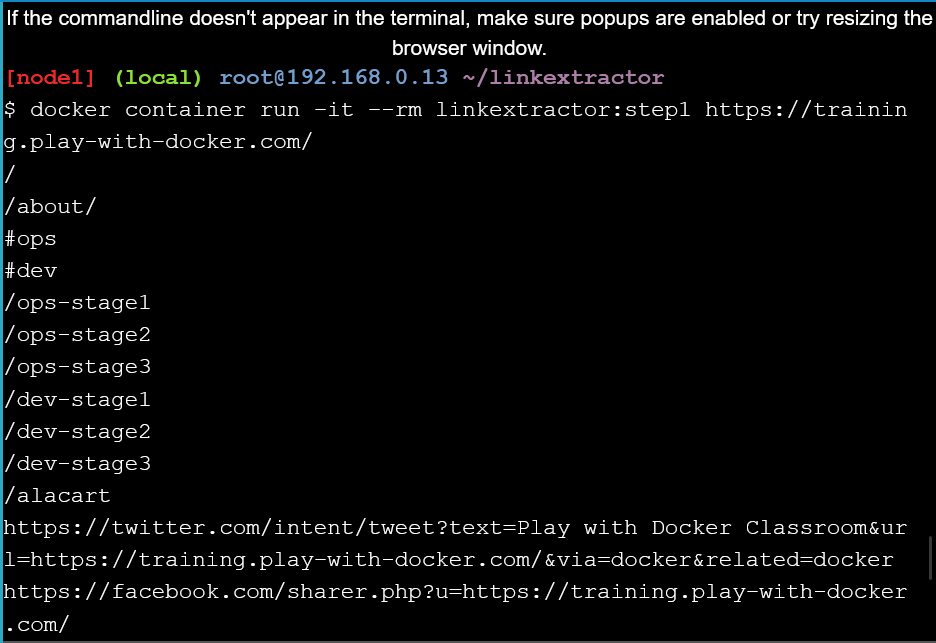 If the commandline doesn't appear in the terminal, make sure popups are enabled or try resizing the
browser window.
[node1] (local) root@192.168.0.13 ~/linkextractor
$ docker container run -it --rm linkextractor:step1 https://trainin
g.play-with-docker.com/
/
/about/
#ops
#dev
/ops-stage1
/ops-stage2
/ops-stage3
/dev-stage1
/dev-stage2
/dev-stage3
/alacart
https://twitter.com/intent/tweet?text=Play with Docker Classroom&ur
l=https://training.play-with-docker.com/&via=docker&related=docker
https://facebook.com/sharer.php?u=https://training.play-with-docker
.com/